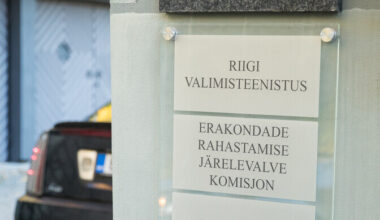 RIIGI
VALIMISTEENISTUS
ERAKONDADE
RAHASTAMISE
JÄRELEVALVE
KOMISJON